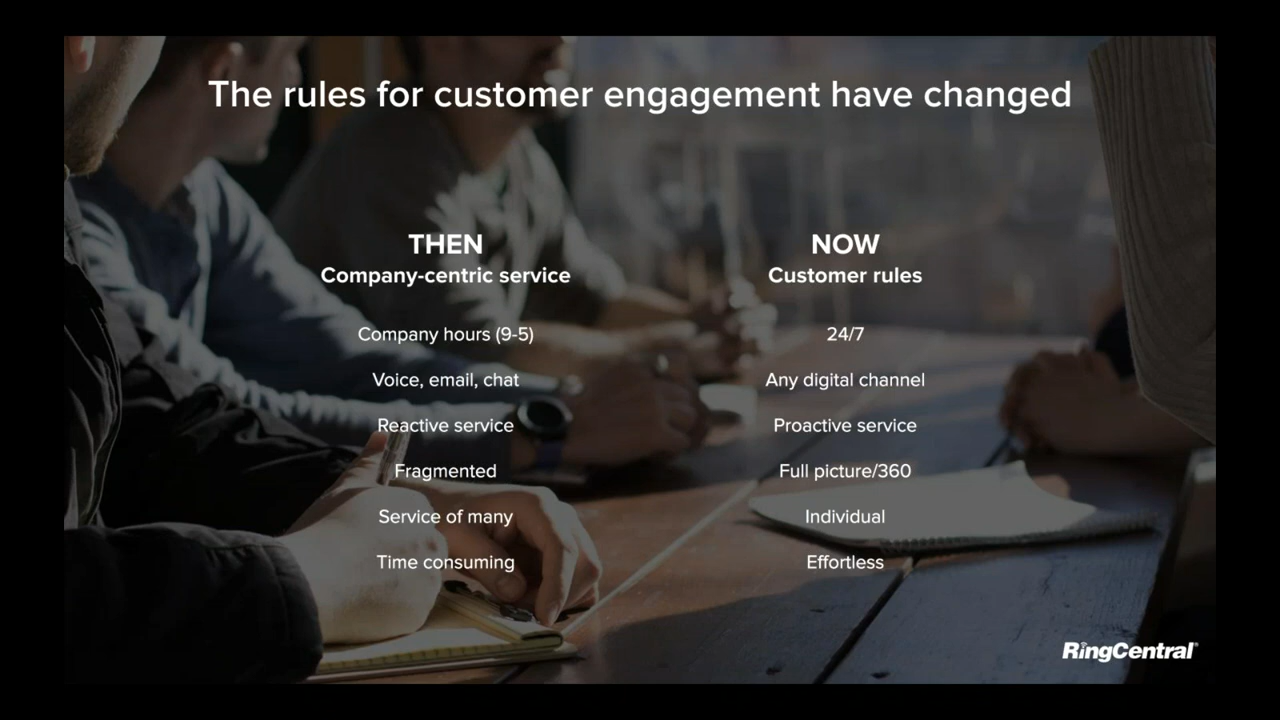 The rules for customer engagement have changed
THEN
Company-centric service
Company hours (9-5)
Voice, email, chat
Reactive service
Fragmented
Service of many
Time consuming
NOW
Customer rules
24/7
Any digital channel
Proactive service
Full picture/360
Individual
Effortless
RingCentral